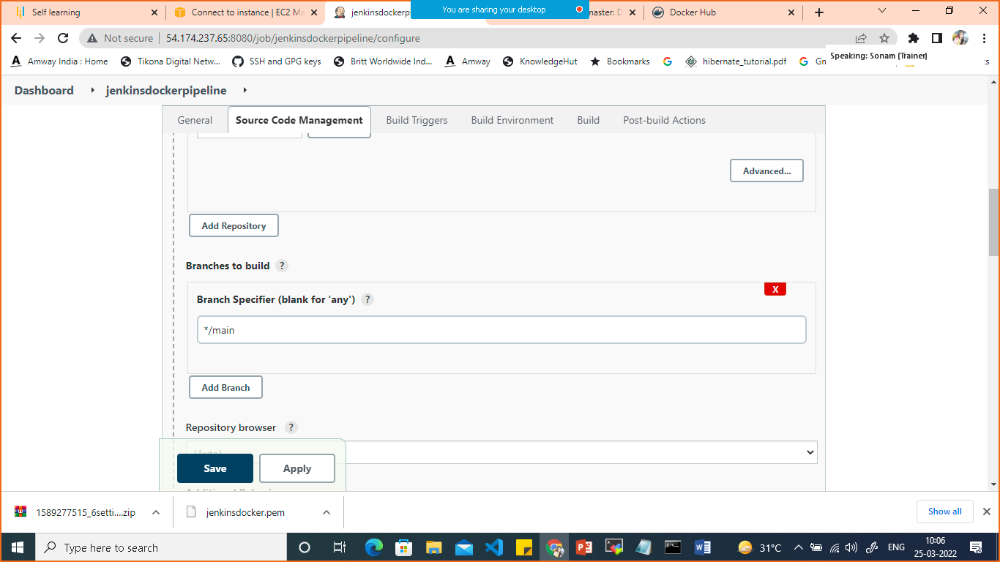 Self learning
Connect to instance | EC2 Ma
jenkinsdockerp
You are sharing your desktop
naster: D
Docker Hub
Not secure
54.174.237.65:8080/job/jenkinsdockerpipeline/configure
Amway India : Home
Tikona Digital Netw...
SSH and GPG keys
Britt Worldwide Ind...
Amway
KnowledgeHut
Bookmarks
hibernate_tutorial.pdf
Gn
Speaking: Sonam (Trainer)
Dashboard
jenkinsdockerpipeline
General
Source Code Management
Build Triggers
Build Environment
Build
Post-build Actions
Advanced...
Add Repository
Branches to build ?
X
Branch Specifier (blank for 'any') ?
*/main
Add Branch
Repository browser ?
(Auto)
Save
Apply
1589277515_6setti....zip
jenkinsdocker.pem
Show all
Type here to search
31°C
ENG
10:06
25-03-2022